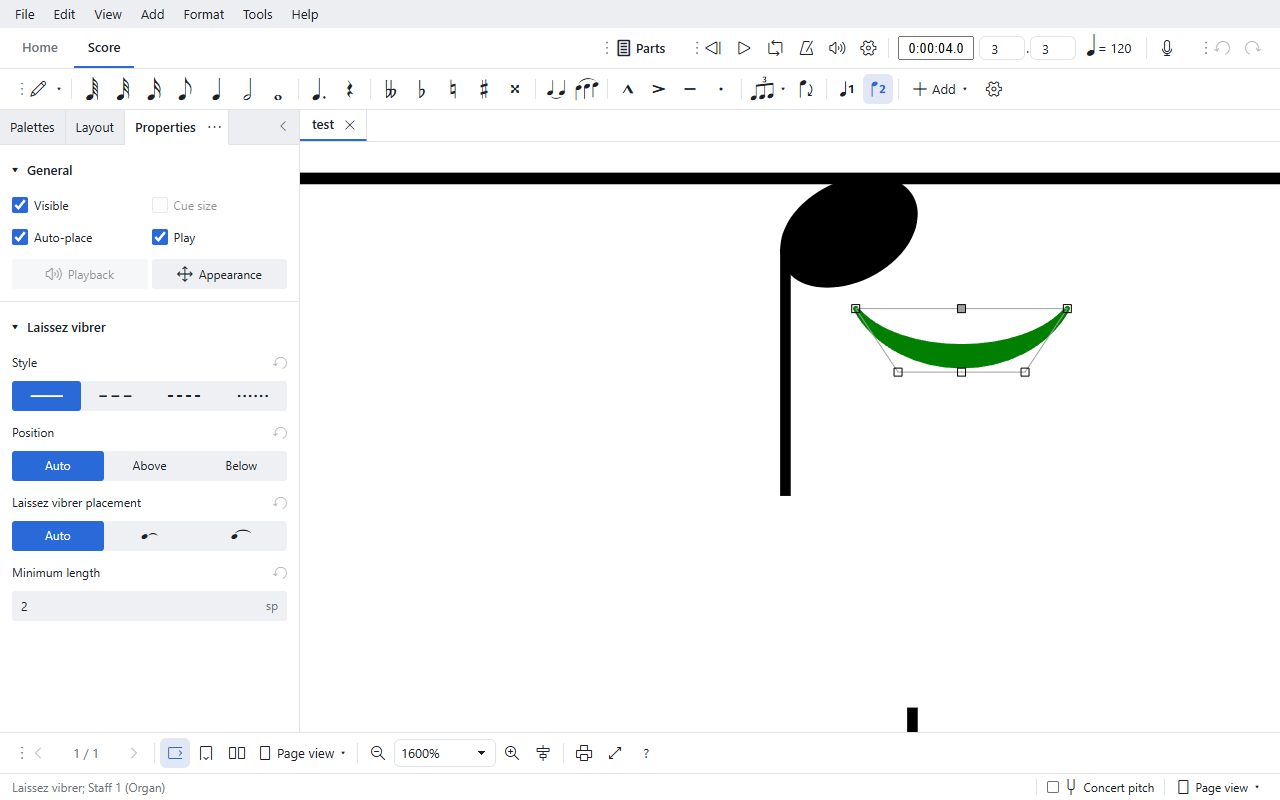 File Edit View Add Format Tools Help
Home Score Parts 0:00:04.0 3 . 3 = 120
3 1 2 Add
Palettes Layout Properties ··· test
General
Visible Cue size
Auto-place Play
Playback Appearance
Laissez vibrer
Style
Position
Auto Above Below
Laissez vibrer placement
Auto
Minimum length
2 sp
1 / 1 Page view 1600% ?
Laissez vibrer; Staff 1 (Organ) Concert pitch Page view